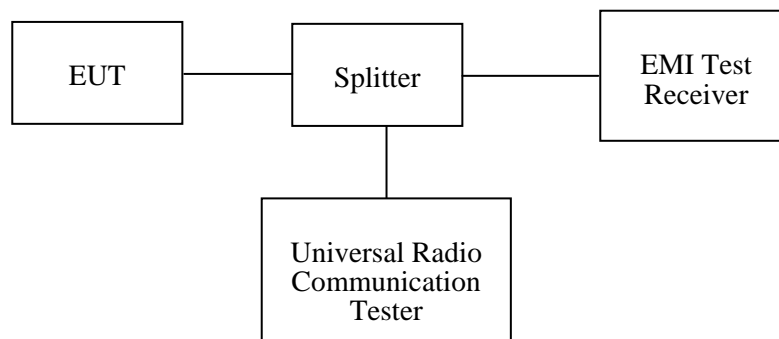 EUT
Splitter
EMI Test
Receiver
Universal Radio
Communication
Tester